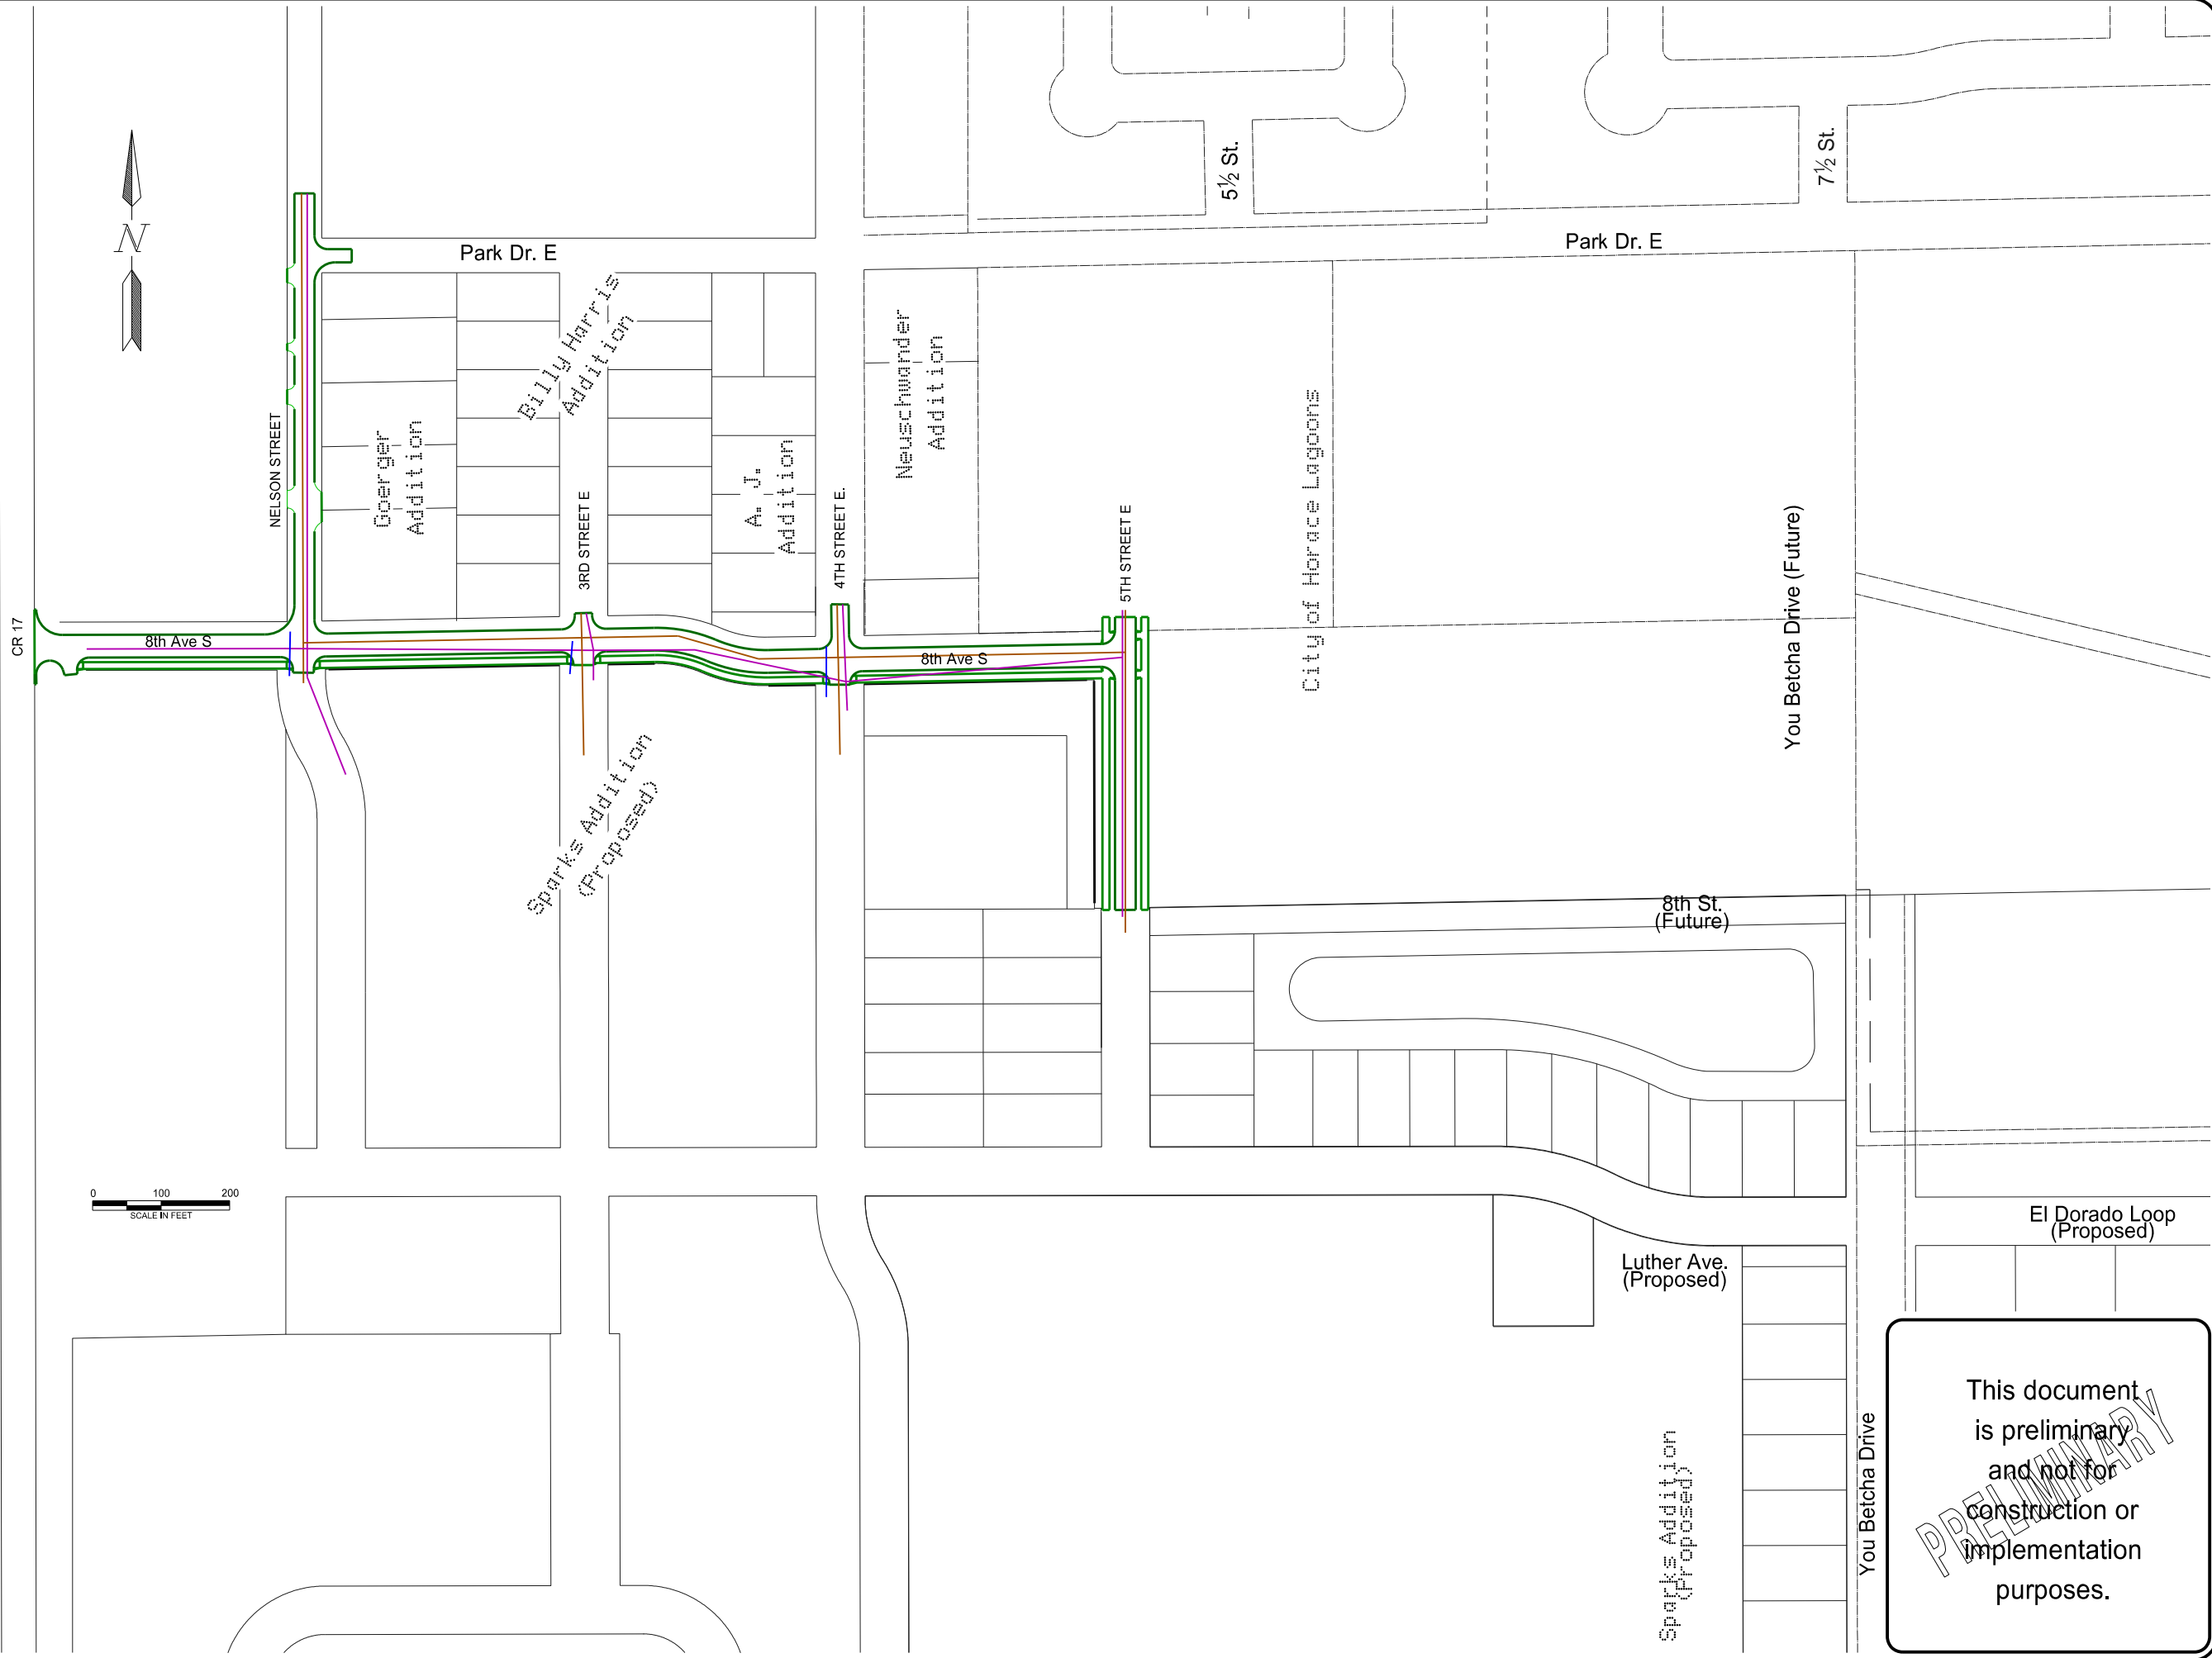 5½ St.
7½ St.
N
Park Dr. E
Park Dr. E
Billy Harris
Addition
Neuschwander
Addition
NELSON STREET
Goerger
Addition
3RD STREET E
A. J.
Addition
4TH STREET E.
5TH STREET E
City of Horace Lagoons
You Betcha Drive (Future)
CR 17
8th Ave S
8th Ave S
Sparks Addition
(Proposed)
8th St.
(Future)
0 100 200
SCALE IN FEET
El Dorado Loop
(Proposed)
Luther Ave.
(Proposed)
Sparks Addition
(Proposed)
You Betcha Drive
This document
is preliminary
and not for
construction or
implementation
purposes.
PRELIMINARY